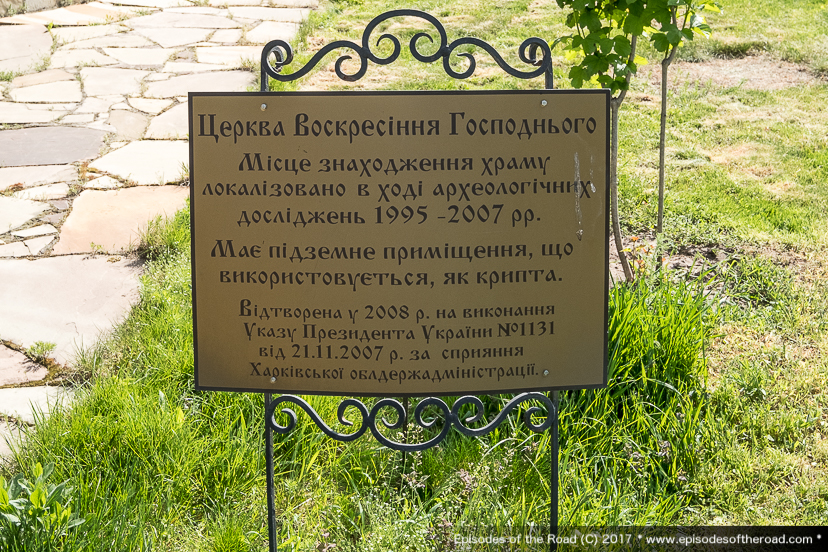 Церква Воскресіння Господнього
Місце знаходження храму
локалізовано в ході археологічних
досліджень 1995 -2007 рр.
Має підземне приміщення, що
використовується, як крипта.
Відтворена у 2008 р. на виконання
Указу Президента України №1131
від 21.11.2007 р. за сприяння
Харківської облдержадміністрації.
Episodes of the Road (C) 2017 * www.episodesoftheroad.com *